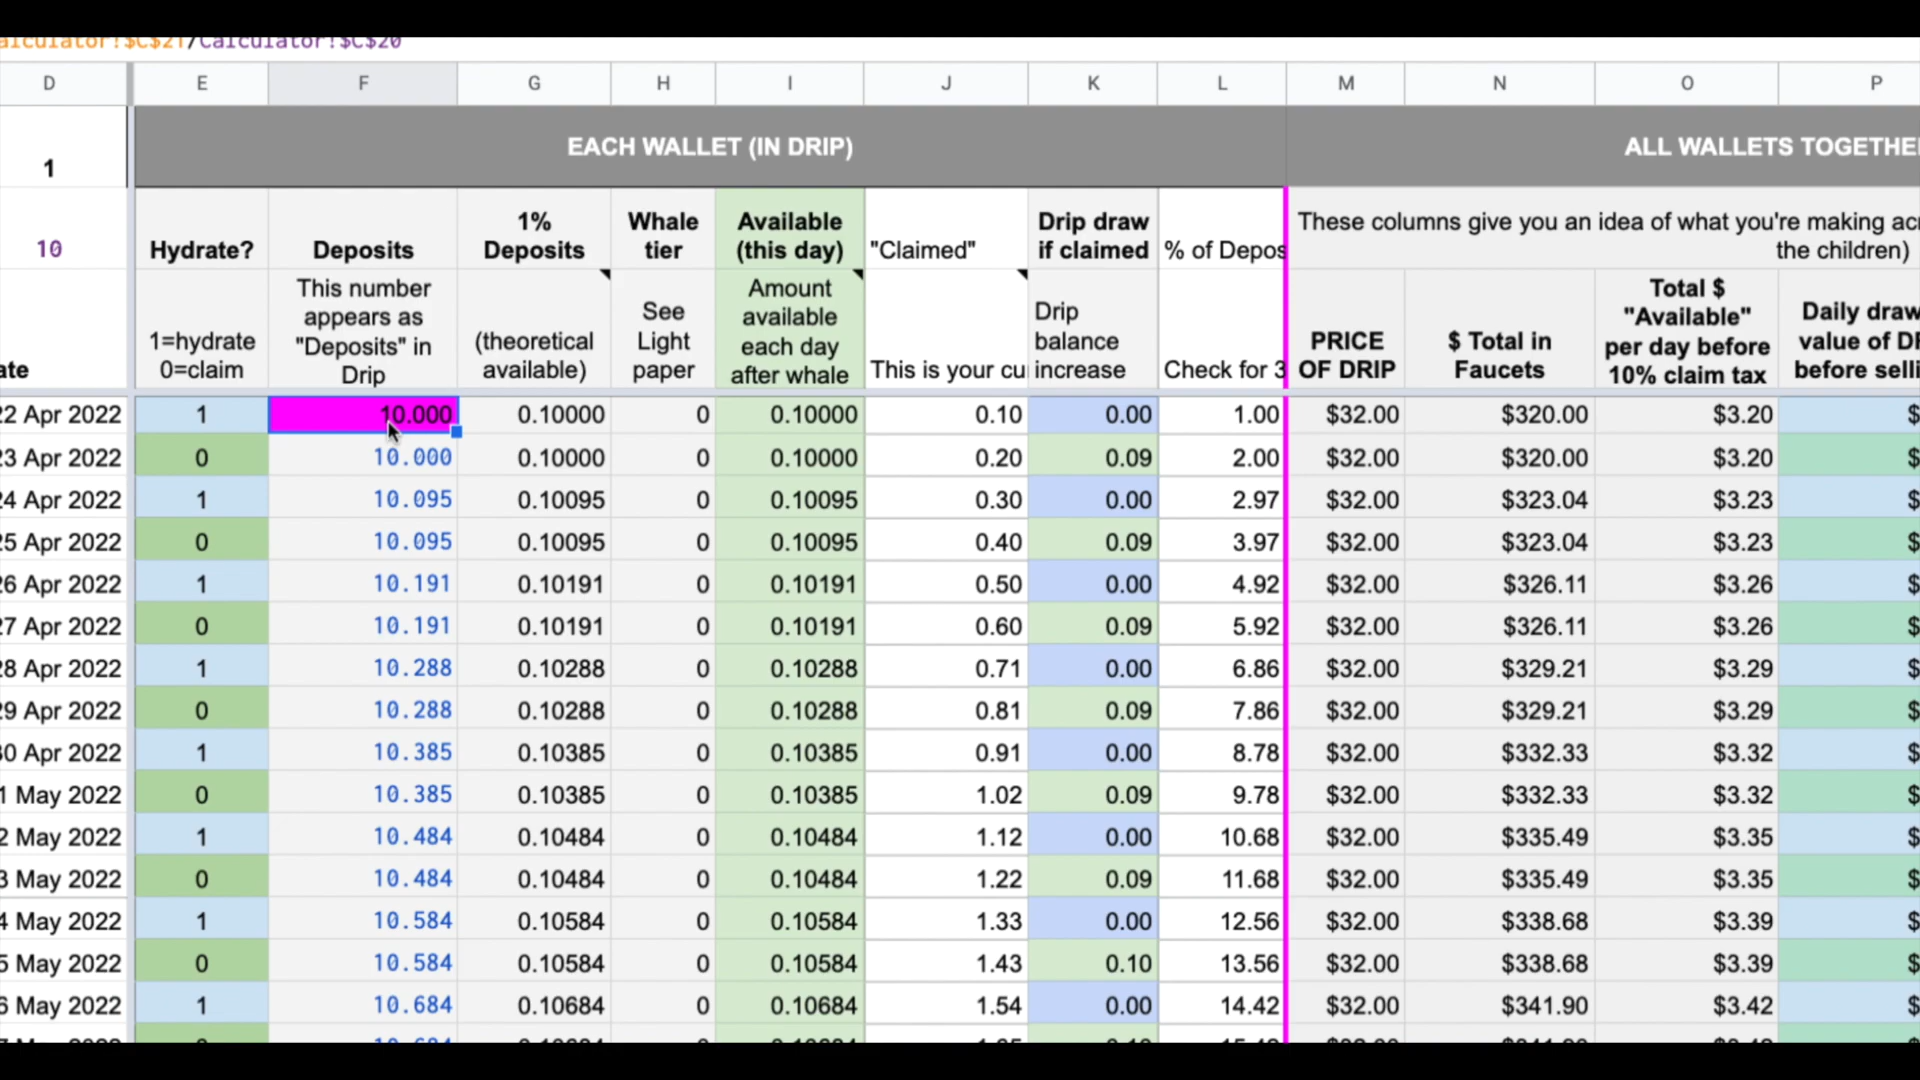 Calculator!$C$20
D E F G H I J K L M N O P
EACH WALLET (IN DRIP) ALL WALLETS TOGETHE
1
10
Hydrate?
1=hydrate
0=claim
Deposits
This number
appears as
"Deposits" in
Drip
1%
Deposits
(theoretical
available)
Whale
tier
See
Light
paper
Available
(this day)
Amount
available
each day
after whale
"Claimed"
This is your cu
Drip draw
if claimed
Drip
balance
increase
% of Depos
Check for 3
These columns give you an idea of what you're making acr
the children)
PRICE
OF DRIP
$ Total in
Faucets
Total $
"Available"
per day before
10% claim tax
Daily draw
value of DR
before selli
ate
22 Apr 2022 1 10.000 0.10000 0 0.10000 0.10 0.00 1.00 $32.00 $320.00 $3.20 $
23 Apr 2022 0 10.000 0.10000 0 0.10000 0.20 0.09 2.00 $32.00 $320.00 $3.20 $
24 Apr 2022 1 10.095 0.10095 0 0.10095 0.30 0.00 2.97 $32.00 $323.04 $3.23 $
25 Apr 2022 0 10.095 0.10095 0 0.10095 0.40 0.09 3.97 $32.00 $323.04 $3.23 $
26 Apr 2022 1 10.191 0.10191 0 0.10191 0.50 0.00 4.92 $32.00 $326.11 $3.26 $
27 Apr 2022 0 10.191 0.10191 0 0.10191 0.60 0.09 5.92 $32.00 $326.11 $3.26 $
28 Apr 2022 1 10.288 0.10288 0 0.10288 0.71 0.00 6.86 $32.00 $329.21 $3.29 $
29 Apr 2022 0 10.288 0.10288 0 0.10288 0.81 0.09 7.86 $32.00 $329.21 $3.29 $
30 Apr 2022 1 10.385 0.10385 0 0.10385 0.91 0.00 8.78 $32.00 $332.33 $3.32 $
1 May 2022 0 10.385 0.10385 0 0.10385 1.02 0.09 9.78 $32.00 $332.33 $3.32 $
2 May 2022 1 10.484 0.10484 0 0.10484 1.12 0.00 10.68 $32.00 $335.49 $3.35 $
3 May 2022 0 10.484 0.10484 0 0.10484 1.22 0.09 11.68 $32.00 $335.49 $3.35 $
4 May 2022 1 10.584 0.10584 0 0.10584 1.33 0.00 12.56 $32.00 $338.68 $3.39 $
5 May 2022 0 10.584 0.10584 0 0.10584 1.43 0.10 13.56 $32.00 $338.68 $3.39 $
6 May 2022 1 10.684 0.10684 0 0.10684 1.54 0.00 14.42 $32.00 $341.90 $3.42 $